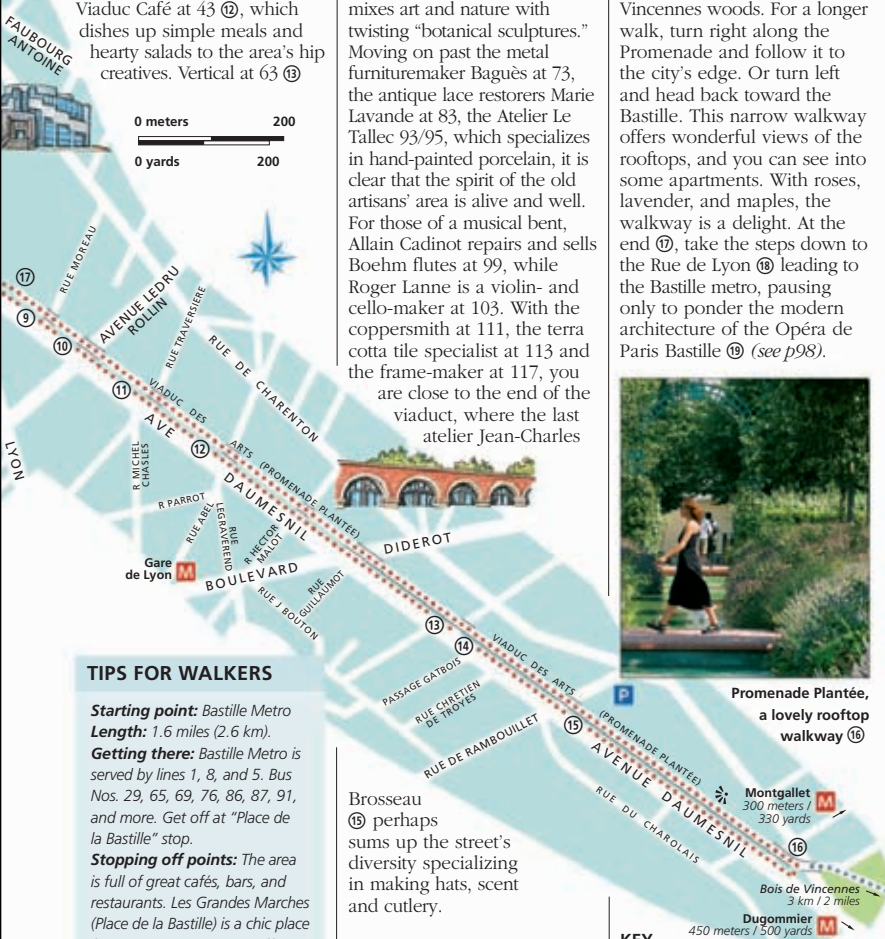 Viaduc Café at 43 ⑫, which
dishes up simple meals and
hearty salads to the area's hip
creatives. Vertical at 63 ⑬
mixes art and nature with
twisting “botanical sculptures.”
Moving on past the metal
furnituremaker Baguès at 73,
the antique lace restorers Marie
Lavande at 83, the Atelier Le
Tallec 93/95, which specializes
in hand-painted porcelain, it is
clear that the spirit of the old
artisans’ area is alive and well.
For those of a musical bent,
Allain Cadinot repairs and sells
Boehm flutes at 99, while
Roger Lanne is a violin- and
cello-maker at 103. With the
coppersmith at 111, the terra
cotta tile specialist at 113 and
the frame-maker at 117, you
are close to the end of the
viaduct, where the last
atelier Jean-Charles
Brosseau
⑮ perhaps
sums up the street’s
diversity specializing
in making hats, scent
and cutlery.
Vincennes woods. For a longer
walk, turn right along the
Promenade and follow it to
the city’s edge. Or turn left
and head back toward the
Bastille. This narrow walkway
offers wonderful views of the
rooftops, and you can see into
some apartments. With roses,
lavender, and maples, the
walkway is a delight. At the
end ⑰, take the steps down to
the Rue de Lyon ⑱ leading to
the Bastille metro, pausing
only to ponder the modern
architecture of the Opéra de
Paris Bastille ⑲ (see p98).
Promenade Plantée,
a lovely rooftop
walkway ⑯
FAUBOURG
ANTOINE
0 meters 200
0 yards 200
RUE MOREAU
AVENUE LEDRU
ROLLIN
RUE TRAVERSIERE
RUE DE CHARENTON
⑰
⑨
⑩
⑪
⑫
VIADUC DES
ARTS (PROMENADE PLANTÉE)
AVE
DAUMESNIL
LYON
R MICHEL
CHASLES
R PARROT
RUE ABEL
RUE
LEGRAVEREND
R HECTOR
MALOT
DIDEROT
Gare
de Lyon M
BOULEVARD
RUE
GUILLAUMOT
RUE J BOUTON
⑬
⑭
VIADUC DES ARTS
(PROMENADE PLANTÉE)
PASSAGE GATBOIS
RUE CHRETIEN
DE TROYES
RUE DE RAMBOUILLET
⑮
P
AVENUE DAUMESNIL
RUE DU CHAROLAIS
Montgallet
300 meters /
330 yards
M
⑯
Bois de Vincennes
3 km / 2 miles
Dugommier
450 meters / 500 yards
M
TIPS FOR WALKERS
Starting point: Bastille Metro
Length: 1.6 miles (2.6 km).
Getting there: Bastille Metro is
served by lines 1, 8, and 5. Bus
Nos. 29, 65, 69, 76, 86, 87, 91,
and more. Get off at “Place de
la Bastille” stop.
Stopping off points: The area
is full of great cafés, bars, and
restaurants. Les Grandes Marches
(Place de la Bastille) is a chic place